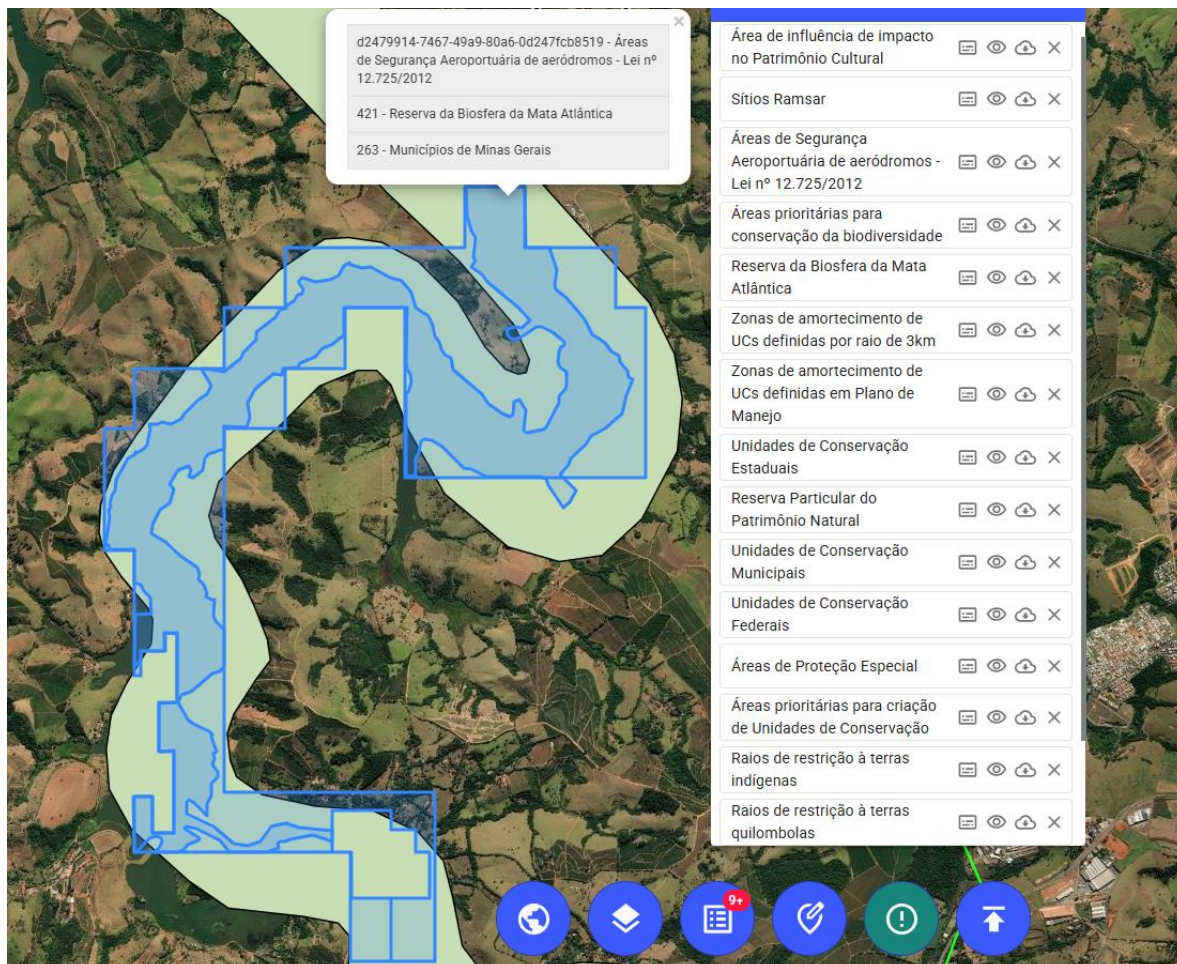 d2479914-7467-49a9-80a6-0d247fcb8519 - Áreas
de Segurança Aeroportuária de aeródromos - Lei nº
12.725/2012
421 - Reserva da Biosfera da Mata Atlântica
263 - Municípios de Minas Gerais
Área de influência de impacto
no Patrimônio Cultural
Sítios Ramsar
Áreas de Segurança
Aeroportuária de aeródromos -
Lei nº 12.725/2012
Áreas prioritárias para
conservação da biodiversidade
Reserva da Biosfera da Mata
Atlântica
Zonas de amortecimento de
UCs definidas por raio de 3km
Zonas de amortecimento de
UCs definidas em Plano de
Manejo
Unidades de Conservação
Estaduais
Reserva Particular do
Patrimônio Natural
Unidades de Conservação
Municipais
Unidades de Conservação
Federais
Áreas de Proteção Especial
Áreas prioritárias para criação
de Unidades de Conservação
Raios de restrição à terras
indígenas
Raios de restrição à terras
quilombolas
9+